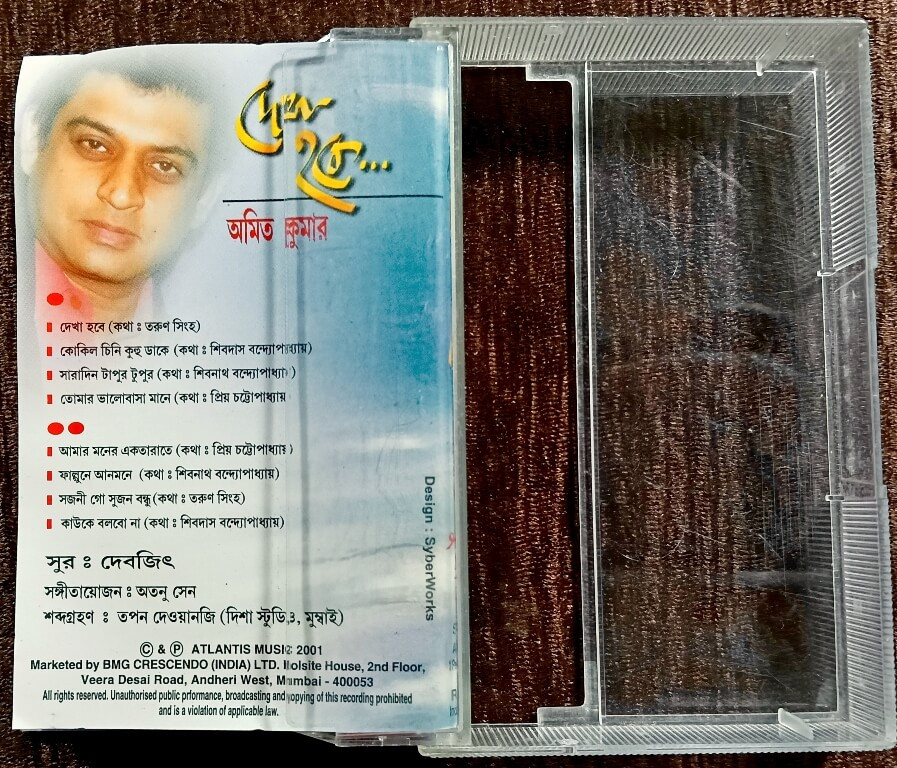 দেখা
হবে...
অমিত কুমার
দেখা হবে (কথা ঃ তরুণ সিংহ)
কোকিল চিনি কুহু ডাকে (কথা ঃ শিবদাস বন্দ্যোপাধ্যায়)
সারাদিন টাপুর টুপুর (কথা ঃ শিবনাথ বন্দ্যোপাধ্যায়)
তোমার ভালোবাসা মানে (কথা ঃ প্রিয় চট্টোপাধ্যায়
আমার মনের একতারাতে (কথা ঃ প্রিয় চট্টোপাধ্যায়)
ফাল্গুনে আনমনে (কথা ঃ শিবনাথ বন্দ্যোপাধ্যায়)
সজনী গো সুজন বন্ধু (কথা ঃ তরুণ সিংহ)
কাউকে বলবো না (কথা ঃ শিবদাস বন্দ্যোপাধ্যায়)
সুর ঃ দেবজিৎ
সঙ্গীতায়োজন ঃ অতনু সেন
শব্দগ্রহণ ঃ তপন দেওয়ানজি (দিশা স্টুডিও, মুম্বাই)
Design : SyberWorks
© & ℗ ATLANTIS MUSIC 2001
Marketed by BMG CRESCENDO (INDIA) LTD. Holsite House, 2nd Floor,
Veera Desai Road, Andheri West, Mumbai - 400053
All rights reserved. Unauthorised public prformance, broadcasting and copying of this recording prohibited
and is a violation of applicable law.